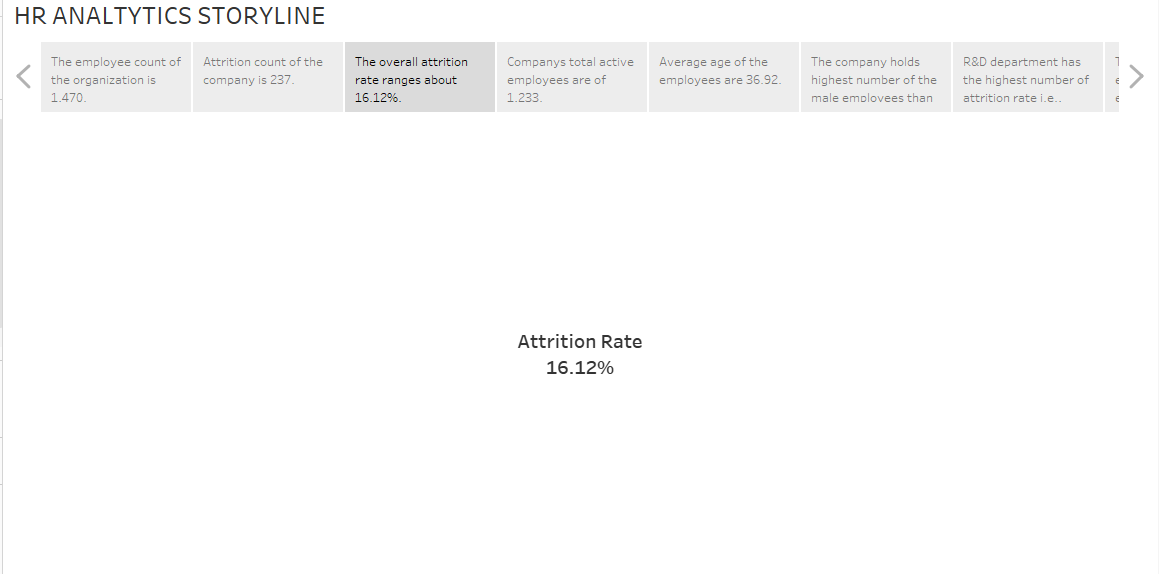 HR ANALTYTICS STORYLINE
The employee count of
the organization is
1.470.
Attrition count of the
company is 237.
The overall attrition
rate ranges about
16.12%.
Companys total active
employees are of
1.233.
Average age of the
employees are 36.92.
The company holds
highest number of the
male employees than
R&D department has
the highest number of
attrition rate i.e..
Attrition Rate
16.12%